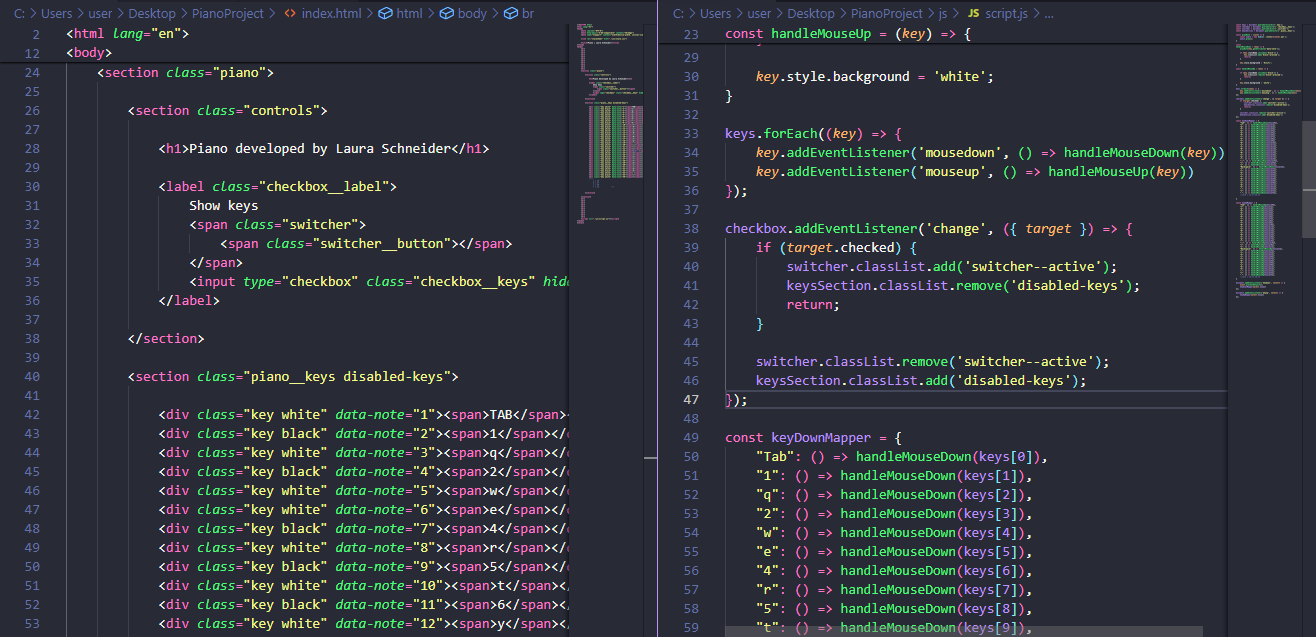 C: > Users > user > Desktop > PianoProject > <> index.html > html > body > br
2 <html lang="en">
12 <body>
24 <section class="piano">
25
26 <section class="controls">
27
28 <h1>Piano developed by Laura Schneider</h1>
29
30 <label class="checkbox__label">
31 Show keys
32 <span class="switcher">
33 <span class="switcher__button"></span>
34 </span>
35 <input type="checkbox" class="checkbox__keys" hidd
36 </label>
37
38 </section>
39
40 <section class="piano__keys disabled-keys">
41
42 <div class="key white" data-note="1"><span>TAB</span>
43 <div class="key black" data-note="2"><span>1</span></
44 <div class="key white" data-note="3"><span>q</span></
45 <div class="key black" data-note="4"><span>2</span></
46 <div class="key white" data-note="5"><span>w</span></
47 <div class="key white" data-note="6"><span>e</span></
48 <div class="key black" data-note="7"><span>4</span></
49 <div class="key white" data-note="8"><span>r</span></
50 <div class="key black" data-note="9"><span>5</span></
51 <div class="key white" data-note="10"><span>t</span></
52 <div class="key black" data-note="11"><span>6</span></
53 <div class="key white" data-note="12"><span>y</span></
C: > Users > user > Desktop > PianoProject > js > JS script.js > ...
23 const handleMouseUp = (key) => {
29
30 key.style.background = 'white';
31 }
32
33 keys.forEach((key) => {
34 key.addEventListener('mousedown', () => handleMouseDown(key))
35 key.addEventListener('mouseup', () => handleMouseUp(key))
36 });
37
38 checkbox.addEventListener('change', ({ target }) => {
39 if (target.checked) {
40 switcher.classList.add('switcher--active');
41 keysSection.classList.remove('disabled-keys');
42 return;
43 }
44
45 switcher.classList.remove('switcher--active');
46 keysSection.classList.add('disabled-keys');
47 });
48
49 const keyDownMapper = {
50 "Tab": () => handleMouseDown(keys[0]),
51 "1": () => handleMouseDown(keys[1]),
52 "q": () => handleMouseDown(keys[2]),
53 "2": () => handleMouseDown(keys[3]),
54 "w": () => handleMouseDown(keys[4]),
55 "e": () => handleMouseDown(keys[5]),
56 "4": () => handleMouseDown(keys[6]),
57 "r": () => handleMouseDown(keys[7]),
58 "5": () => handleMouseDown(keys[8]),
59 "t": () => handleMouseDown(keys[9]),